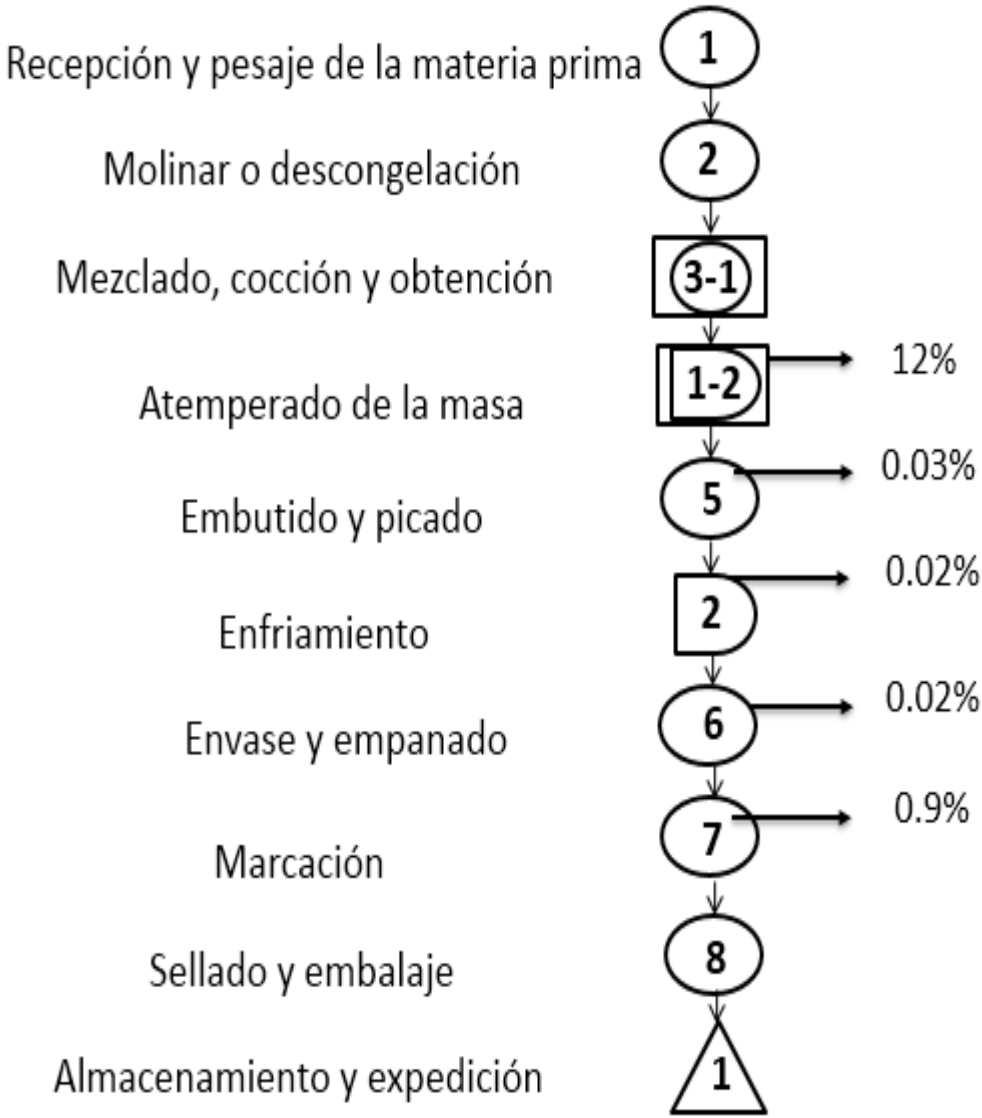 Recepción y pesaje de la materia prima
1
Molinar o descongelación
2
Mezclado, cocción y obtención
3-1
Atemperado de la masa
1-2
12%
Embutido y picado
5
0.03%
Enfriamiento
2
0.02%
Envase y empanado
6
0.02%
Marcación
7
0.9%
Sellado y embalaje
8
Almacenamiento y expedición
1